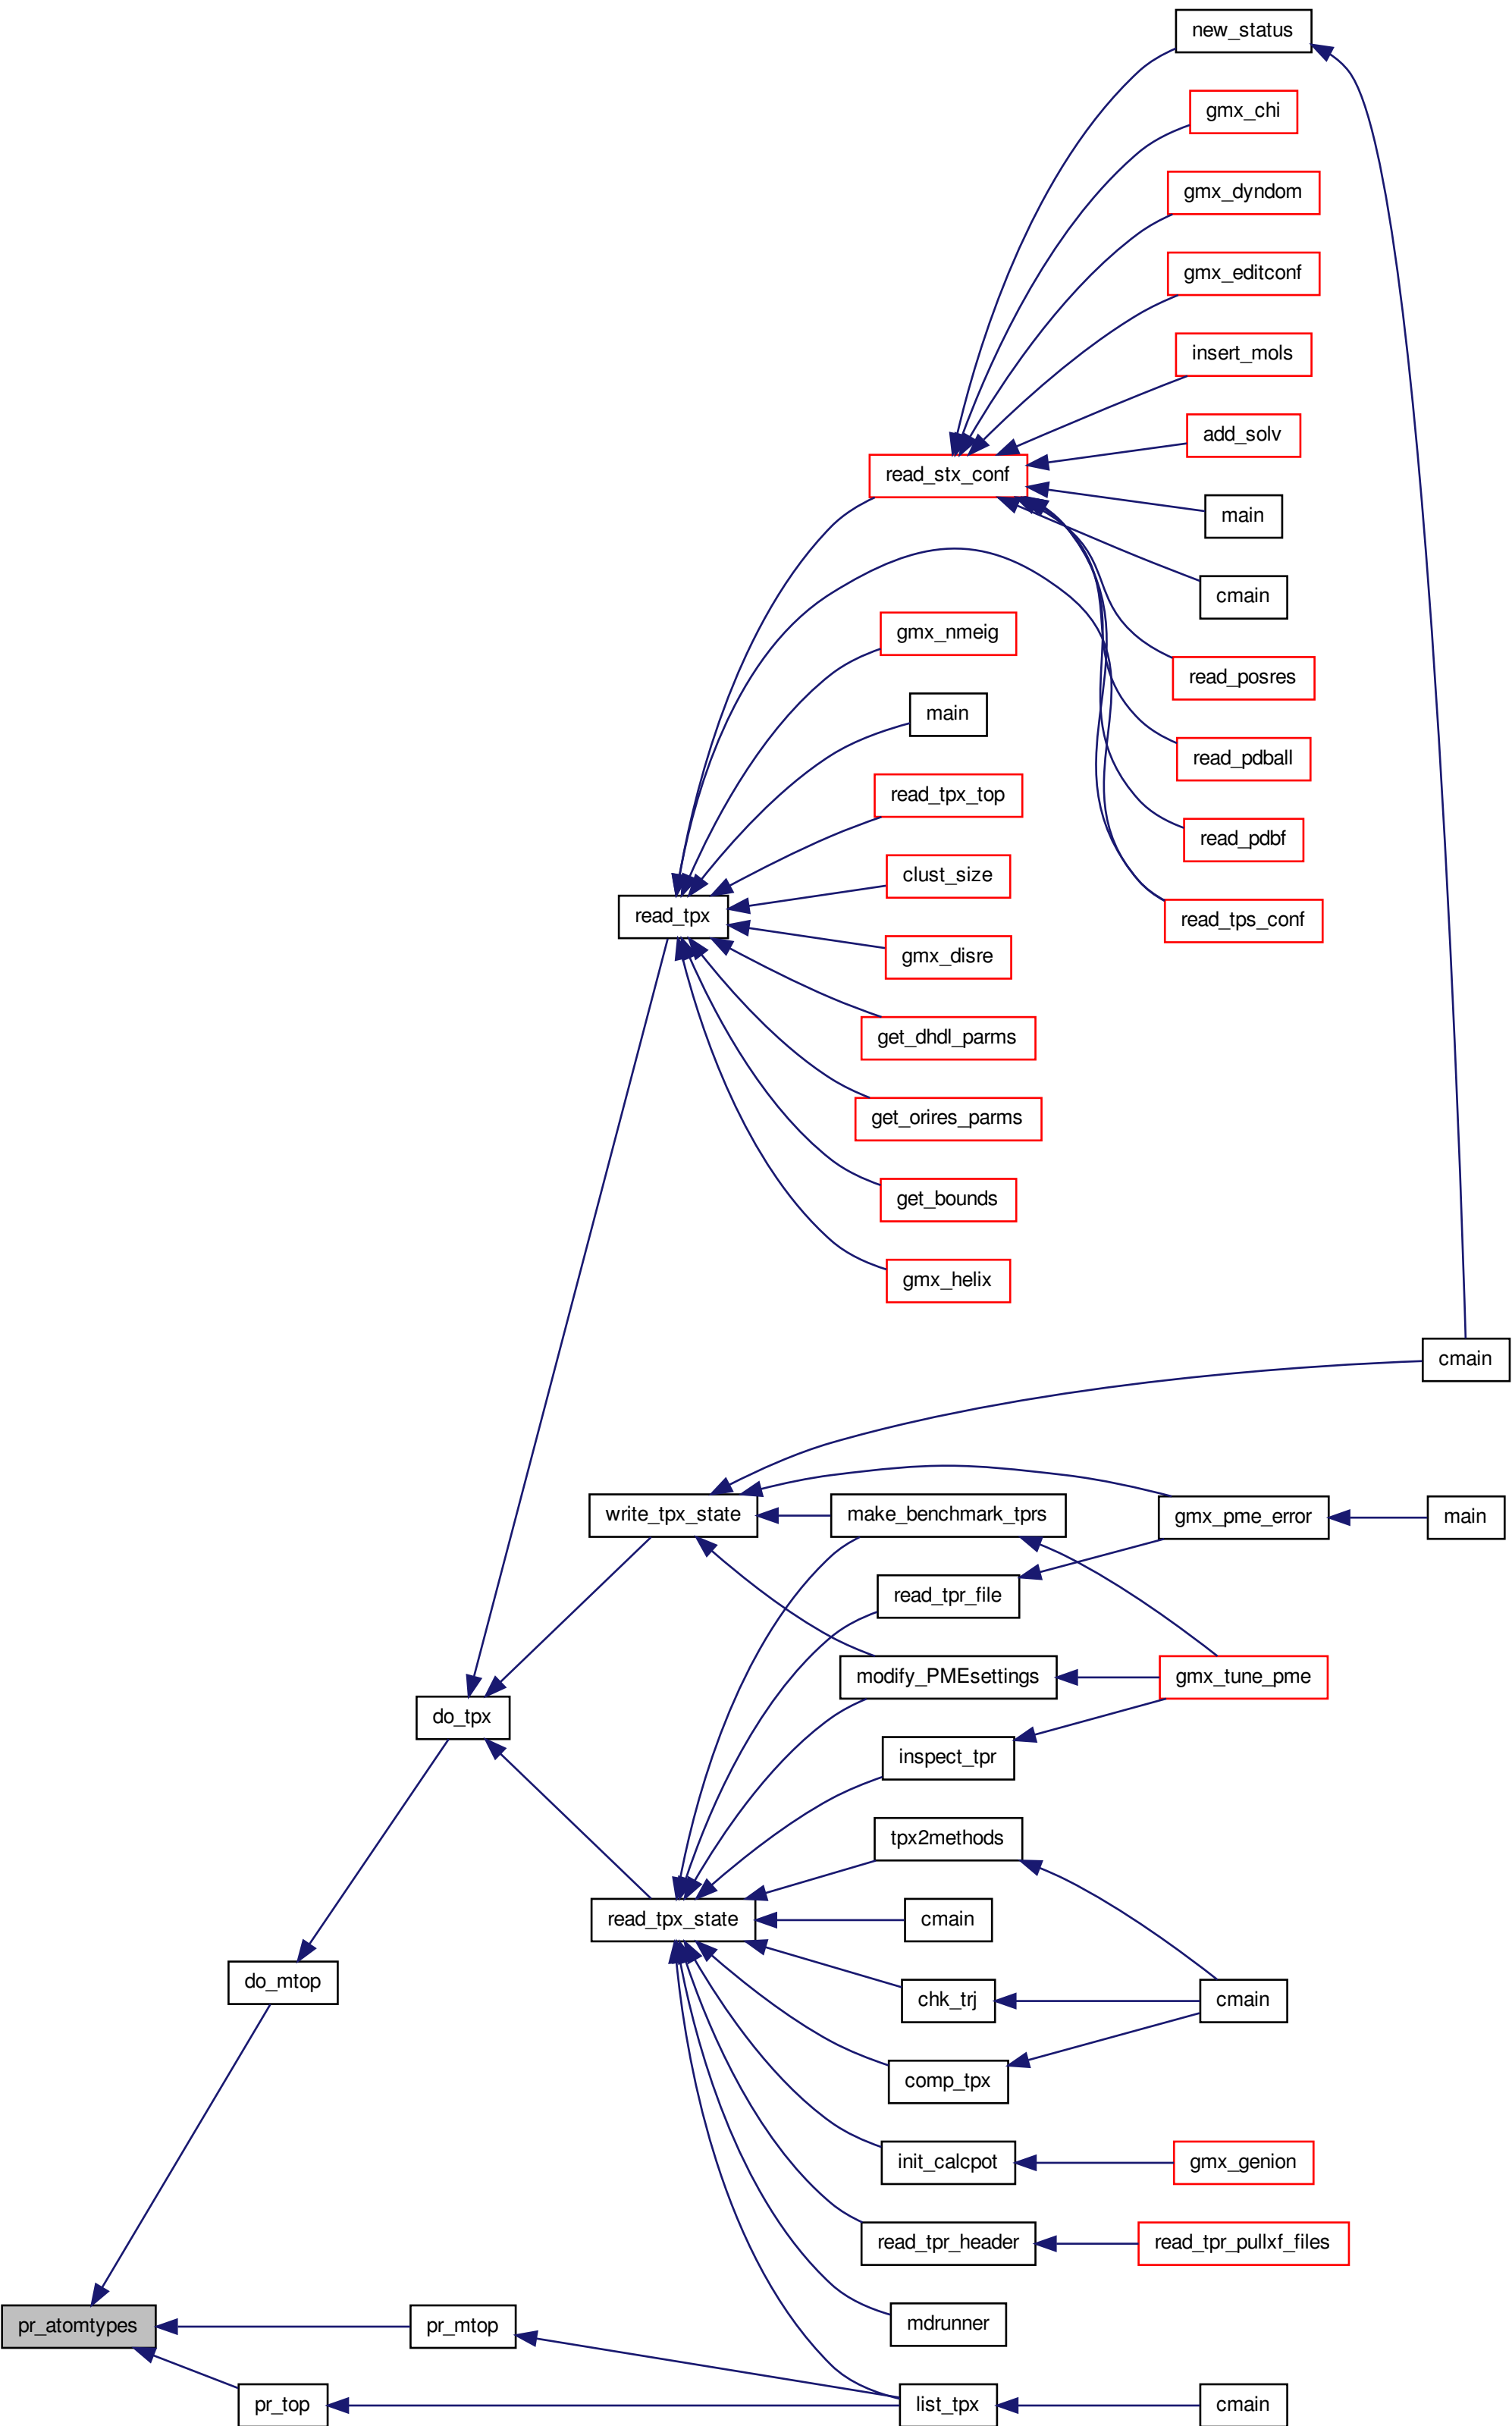 new_status
gmx_chi
gmx_dyndom
gmx_editconf
insert_mols
add_solv
read_stx_conf
main
cmain
gmx_nmeig
read_posres
main
read_pdball
read_tpx_top
read_pdbf
clust_size
read_tpx
read_tps_conf
gmx_disre
get_dhdl_parms
get_orires_parms
get_bounds
gmx_helix
cmain
write_tpx_state
make_benchmark_tprs
gmx_pme_error
main
read_tpr_file
modify_PMEsettings
gmx_tune_pme
do_tpx
inspect_tpr
tpx2methods
read_tpx_state
cmain
do_mtop
chk_trj
cmain
comp_tpx
init_calcpot
gmx_genion
read_tpr_header
read_tpr_pullxf_files
pr_atomtypes
pr_mtop
mdrunner
pr_top
list_tpx
cmain